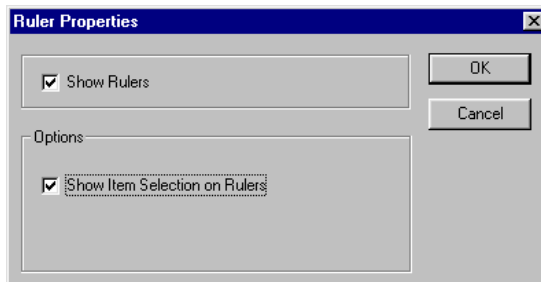 Ruler Properties
Show Rulers
OK
Cancel
Options
Show Item Selection on Rulers